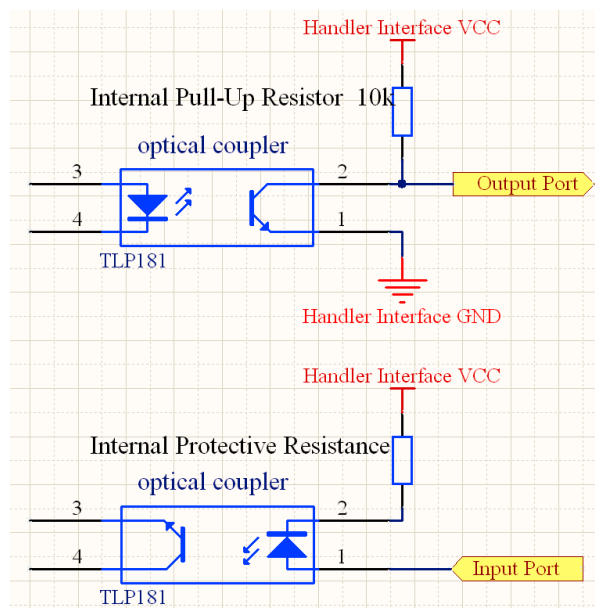 Handler Interface VCC
Internal Pull-Up Resistor 10k
optical coupler
3
2
Output Port
4
1
TLP181
Handler Interface GND
Handler Interface VCC
Internal Protective Resistance
optical coupler
3
2
4
1
Input Port
TLP181